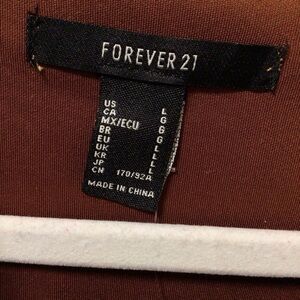 FOREVER 21
US L
CA G
MX/ECU G
BR G
EU L
UK L
KR L
JP L
CN 170/92A
MADE IN CHINA